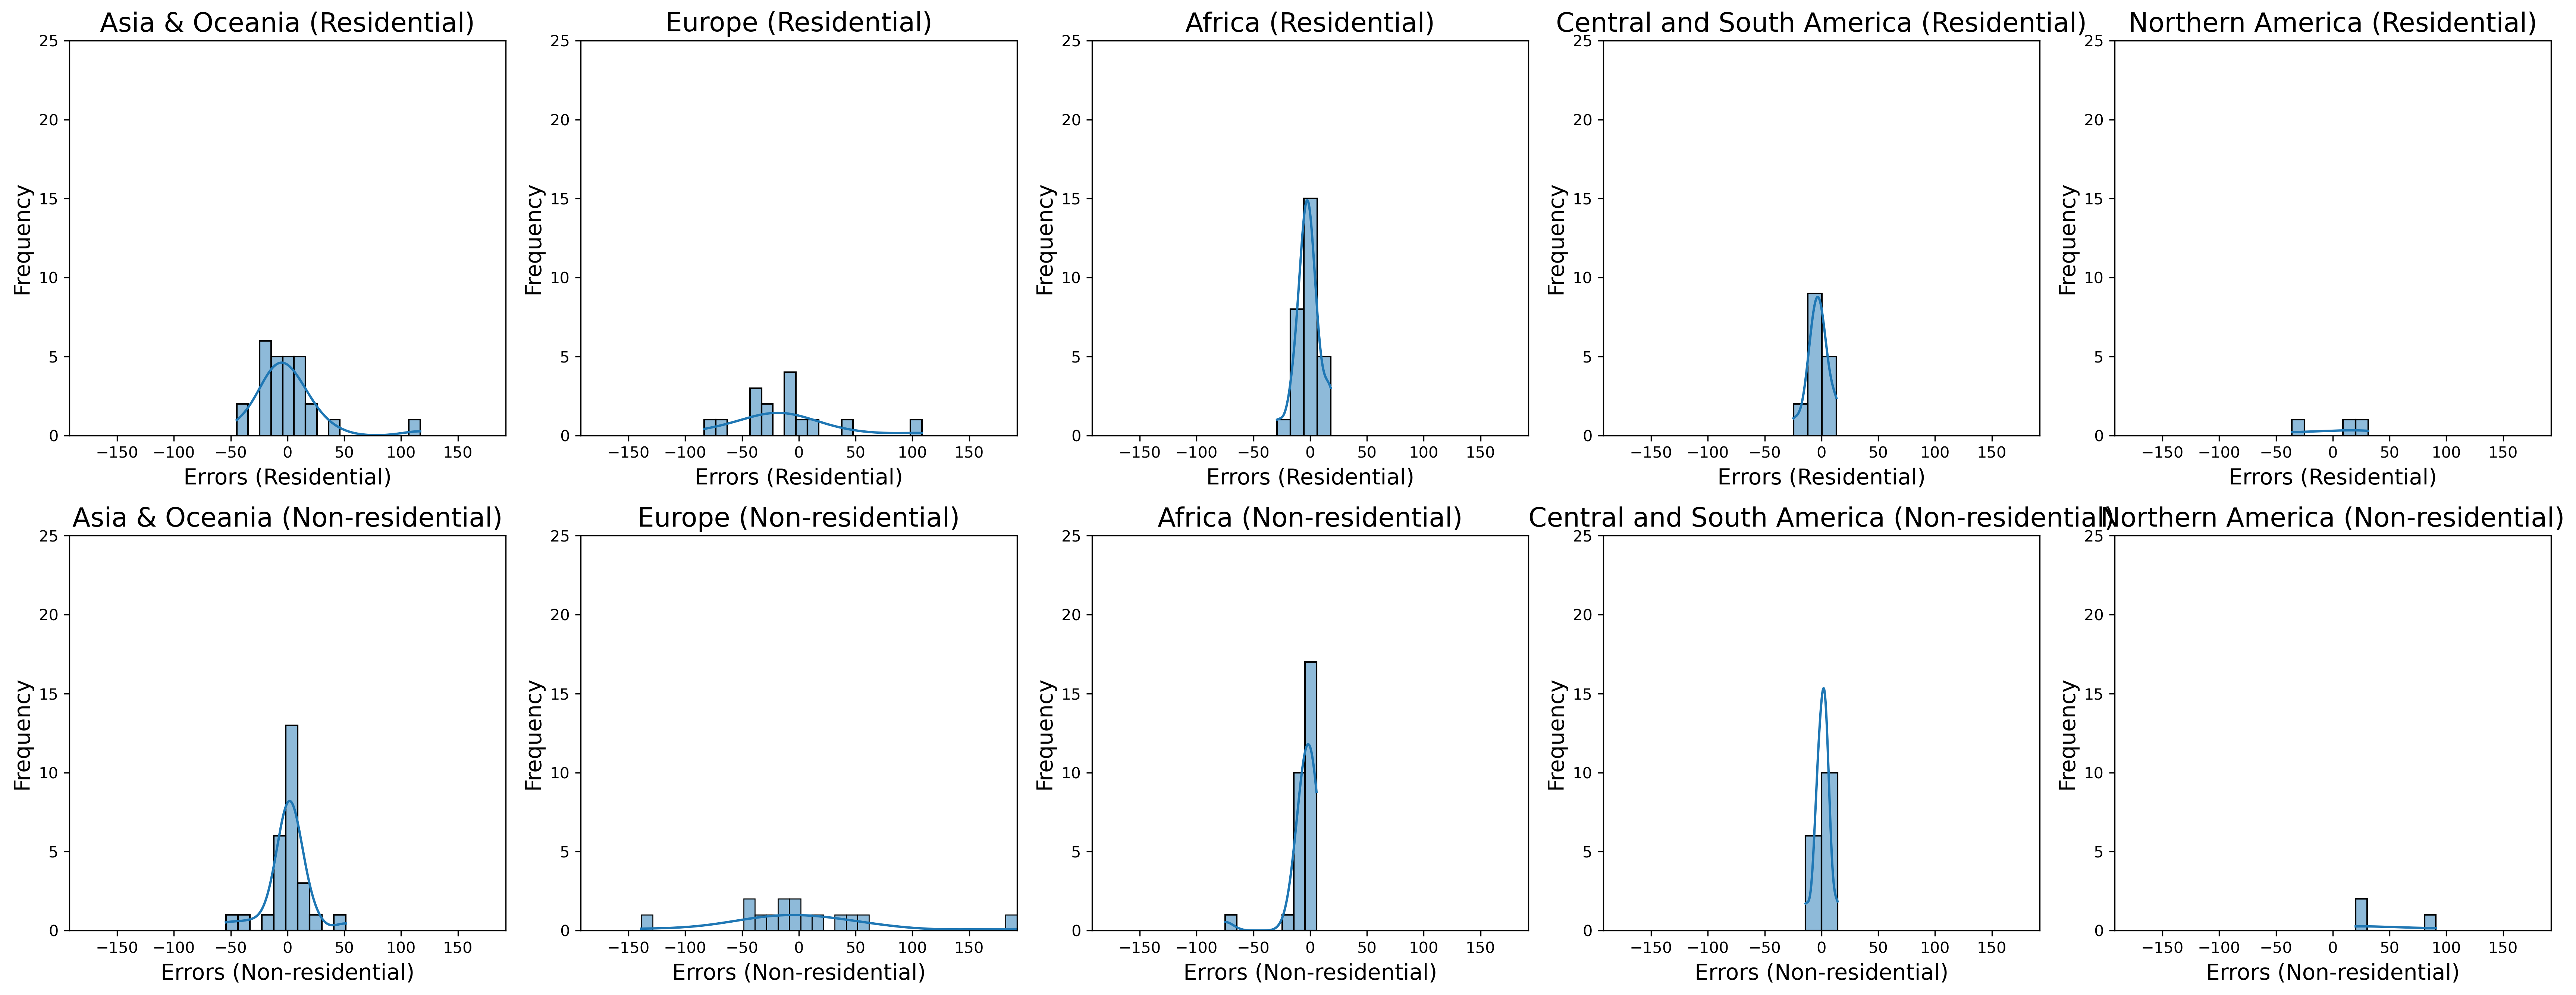 Asia & Oceania (Residential)
25
20
15
10
5
0
Frequency
−150 −100 −50 0 50 100 150
Errors (Residential)
Europe (Residential)
25
20
15
10
5
0
Frequency
−150 −100 −50 0 50 100 150
Errors (Residential)
Africa (Residential)
25
20
15
10
5
0
Frequency
−150 −100 −50 0 50 100 150
Errors (Residential)
Central and South America (Residential)
25
20
15
10
5
0
Frequency
−150 −100 −50 0 50 100 150
Errors (Residential)
Northern America (Residential)
25
20
15
10
5
0
Frequency
−150 −100 −50 0 50 100 150
Errors (Residential)
Asia & Oceania (Non-residential)
25
20
15
10
5
0
Frequency
−150 −100 −50 0 50 100 150
Errors (Non-residential)
Europe (Non-residential)
25
20
15
10
5
0
Frequency
−150 −100 −50 0 50 100 150
Errors (Non-residential)
Africa (Non-residential)
25
20
15
10
5
0
Frequency
−150 −100 −50 0 50 100 150
Errors (Non-residential)
Central and South America (Non-residential)
25
20
15
10
5
0
Frequency
−150 −100 −50 0 50 100 150
Errors (Non-residential)
Northern America (Non-residential)
25
20
15
10
5
0
Frequency
−150 −100 −50 0 50 100 150
Errors (Non-residential)